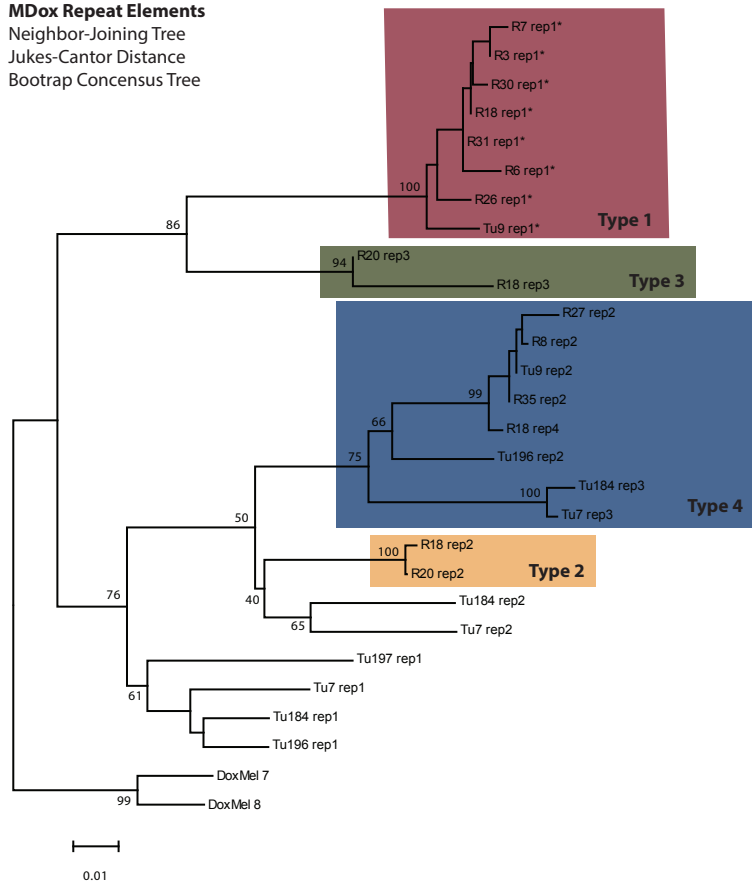 MDox Repeat Elements
Neighbor-Joining Tree
Jukes-Cantor Distance
Bootrap Concensus Tree
R7 rep1*
R3 rep1*
R30 rep1*
R18 rep1*
R31 rep1*
R6 rep1*
100
R26 rep1*
Type 1
86
Tu9 rep1*
R20 rep3
94
Type 3
R18 rep3
R27 rep2
R8 rep2
Tu9 rep2
99
R35 rep2
66
R18 rep4
75
Tu196 rep2
Tu184 rep3
100
Type 4
Tu7 rep3
50
R18 rep2
100
R20 rep2
Type 2
76
40
Tu184 rep2
65
Tu7 rep2
Tu197 rep1
61
Tu7 rep1
Tu184 rep1
Tu196 rep1
DoxMel 7
99
DoxMel 8
0.01